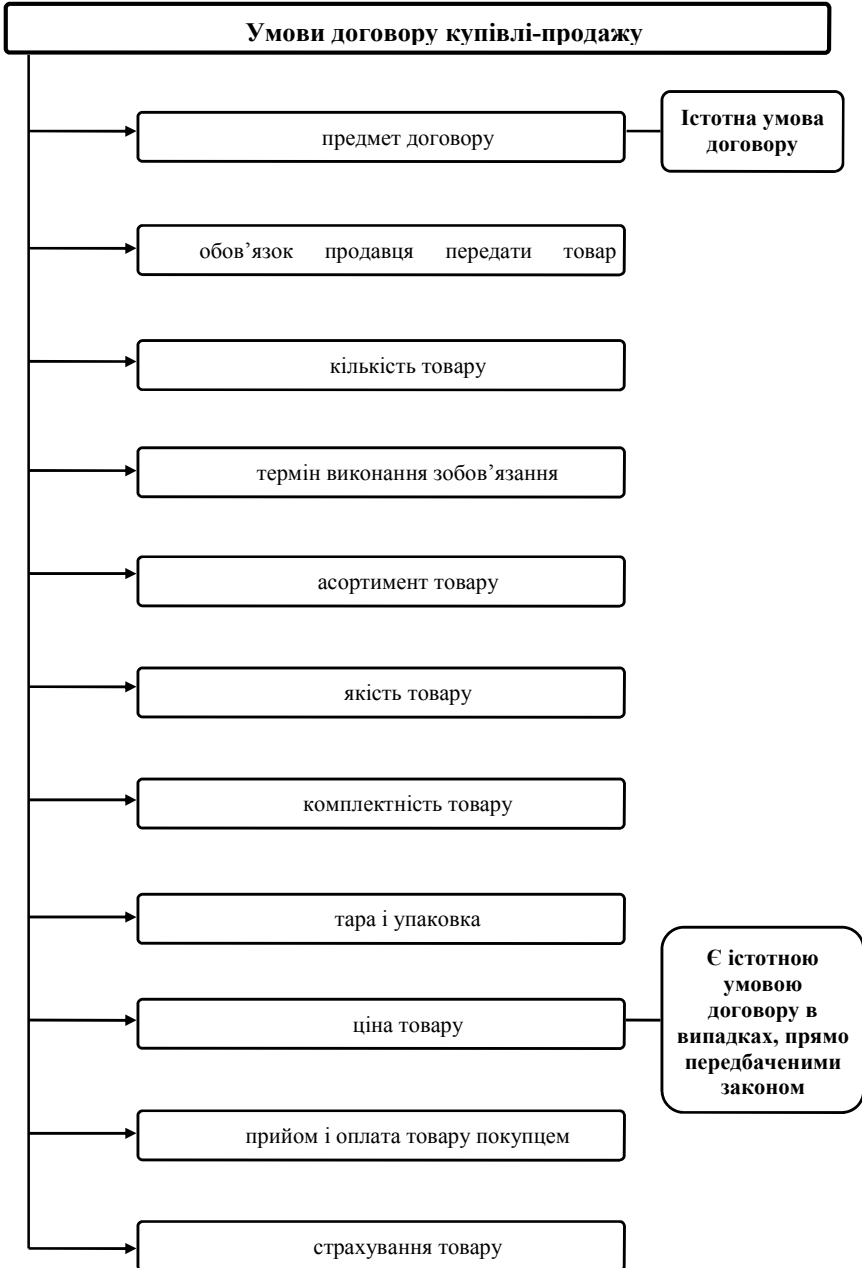 Умови договору купівлі-продажу
предмет договору
Істотна умова
договору
обов’язок продавця передати товар
кількість товару
термін виконання зобов’язання
асортимент товару
якість товару
комплектність товару
тара і упаковка
ціна товару
Є істотною
умовою
договору в
випадках, прямо
передбаченими
законом
прийом і оплата товару покупцем
страхування товару